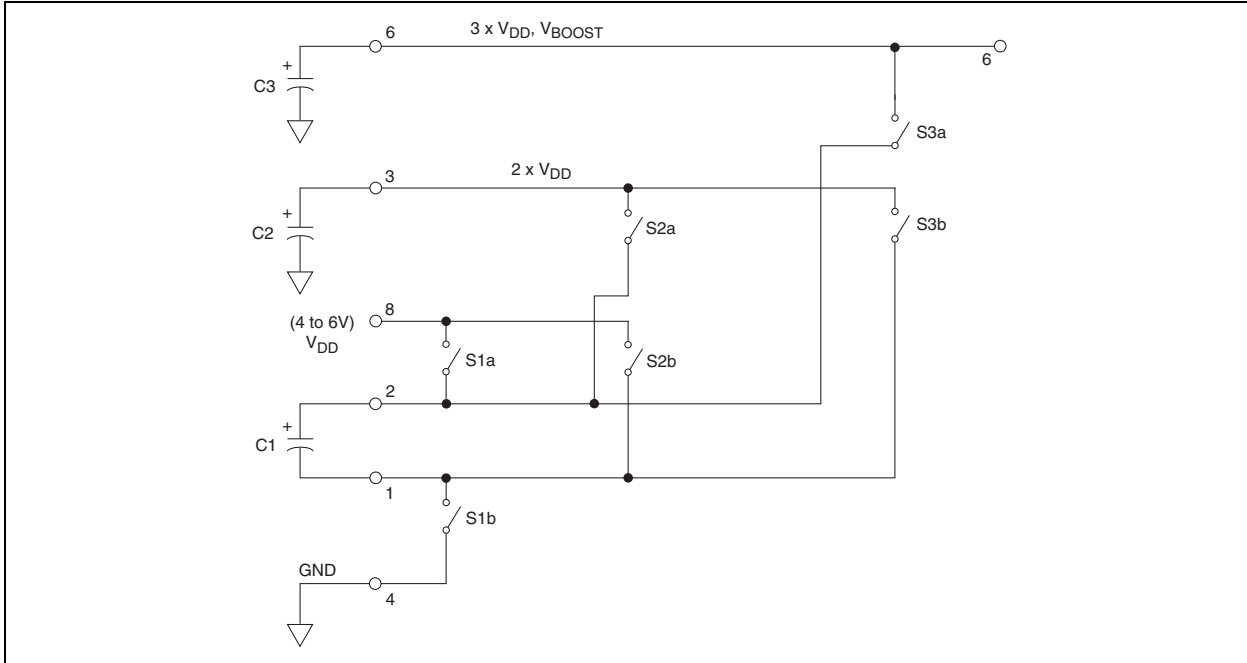 6
3 x VDD, VBOOST
6
+
C3
S3a
3
2 x VDD
+
C2
S2a
S3b
8
(4 to 6V)
VDD
S1a
S2b
2
+
C1
1
S1b
GND
4